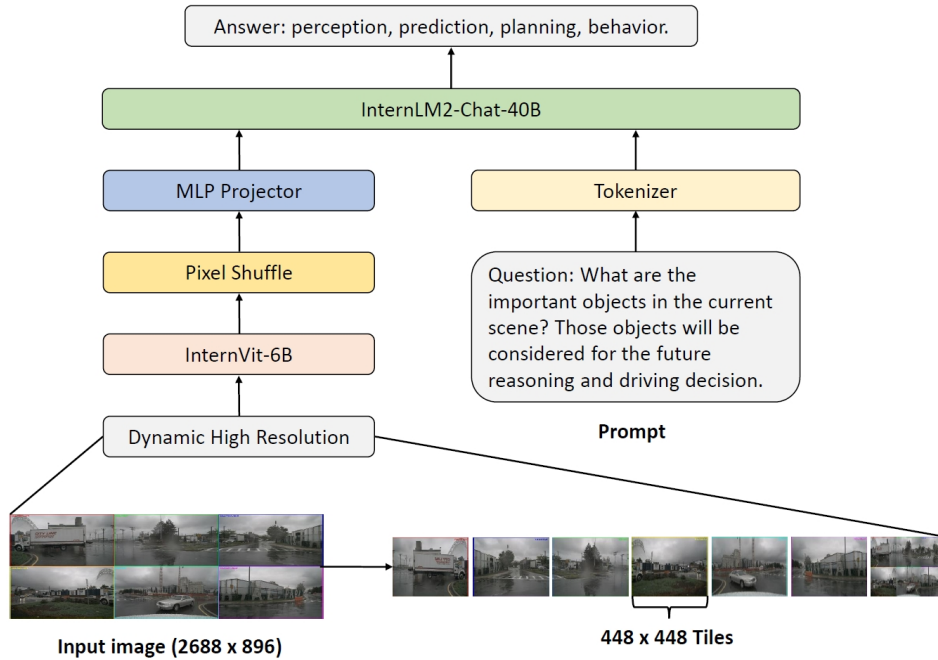 Answer: perception, prediction, planning, behavior.
InternLM2-Chat-40B
MLP Projector
Tokenizer
Pixel Shuffle
Question: What are the
important objects in the current
scene? Those objects will be
considered for the future
reasoning and driving decision.
InternVit-6B
Dynamic High Resolution
Prompt
Input image (2688 x 896)
448 x 448 Tiles